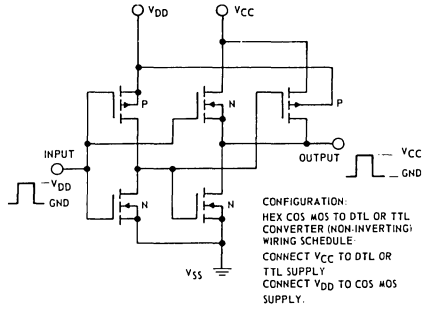 VDD
VCC
P
N
P
INPUT
OUTPUT
VDD
GND
VCC
GND
N
N
VSS
CONFIGURATION:
HEX COS MOS TO DTL OR TTL
CONVERTER (NON-INVERTING)
WIRING SCHEDULE:
CONNECT VCC TO DTL OR
TTL SUPPLY
CONNECT VDD TO COS MOS
SUPPLY.